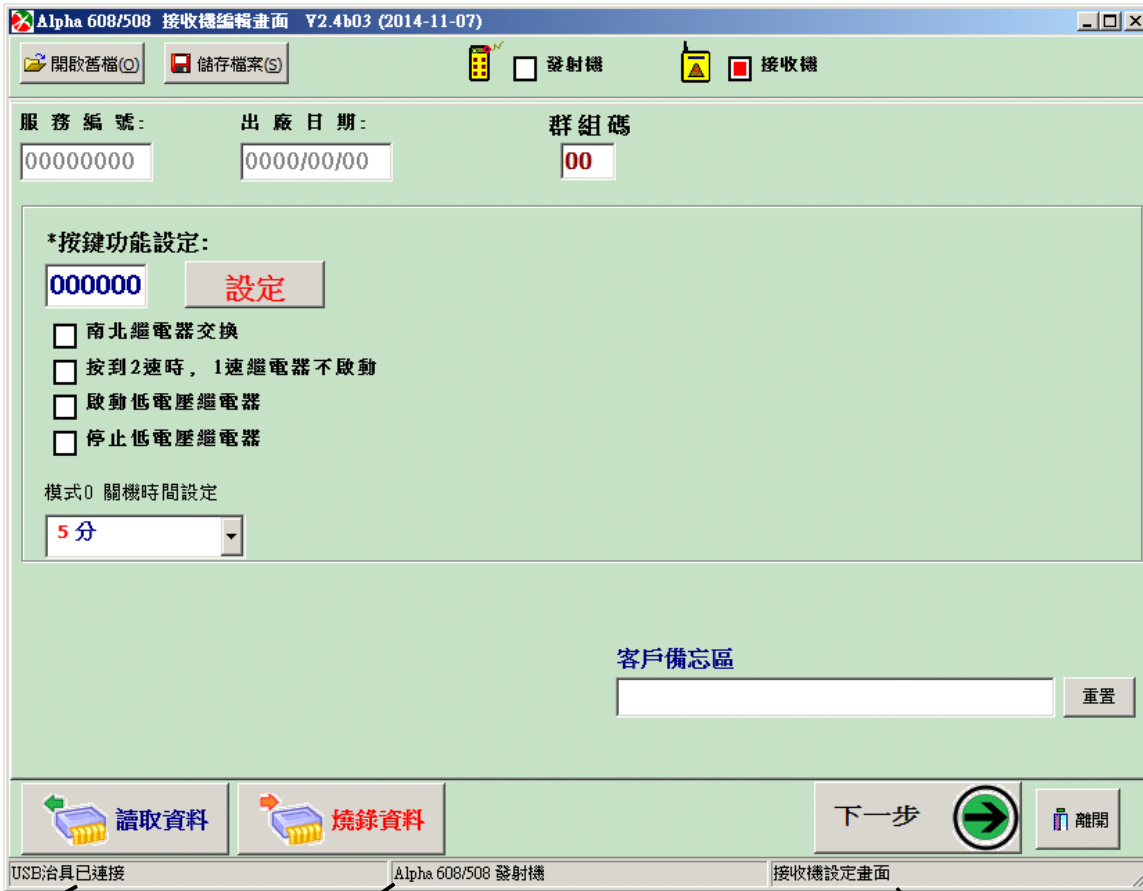 Alpha 608/508 接收機編輯畫面 V2.4b03 (2014-11-07)
開啟舊檔(O) 儲存檔案(S) 發射機 接收機
服務編號: 出廠日期: 群組碼
00000000 0000/00/00 00
*按鍵功能設定:
000000 設定
南北繼電器交換
按到2速時, 1速繼電器不啟動
啟動低電壓繼電器
停止低電壓繼電器
模式0 關機時間設定
5 分
客戶備忘區
重置
讀取資料 燒錄資料 下一步 離開
USB治具已連接 Alpha 608/508 發射機 接收機設定畫面